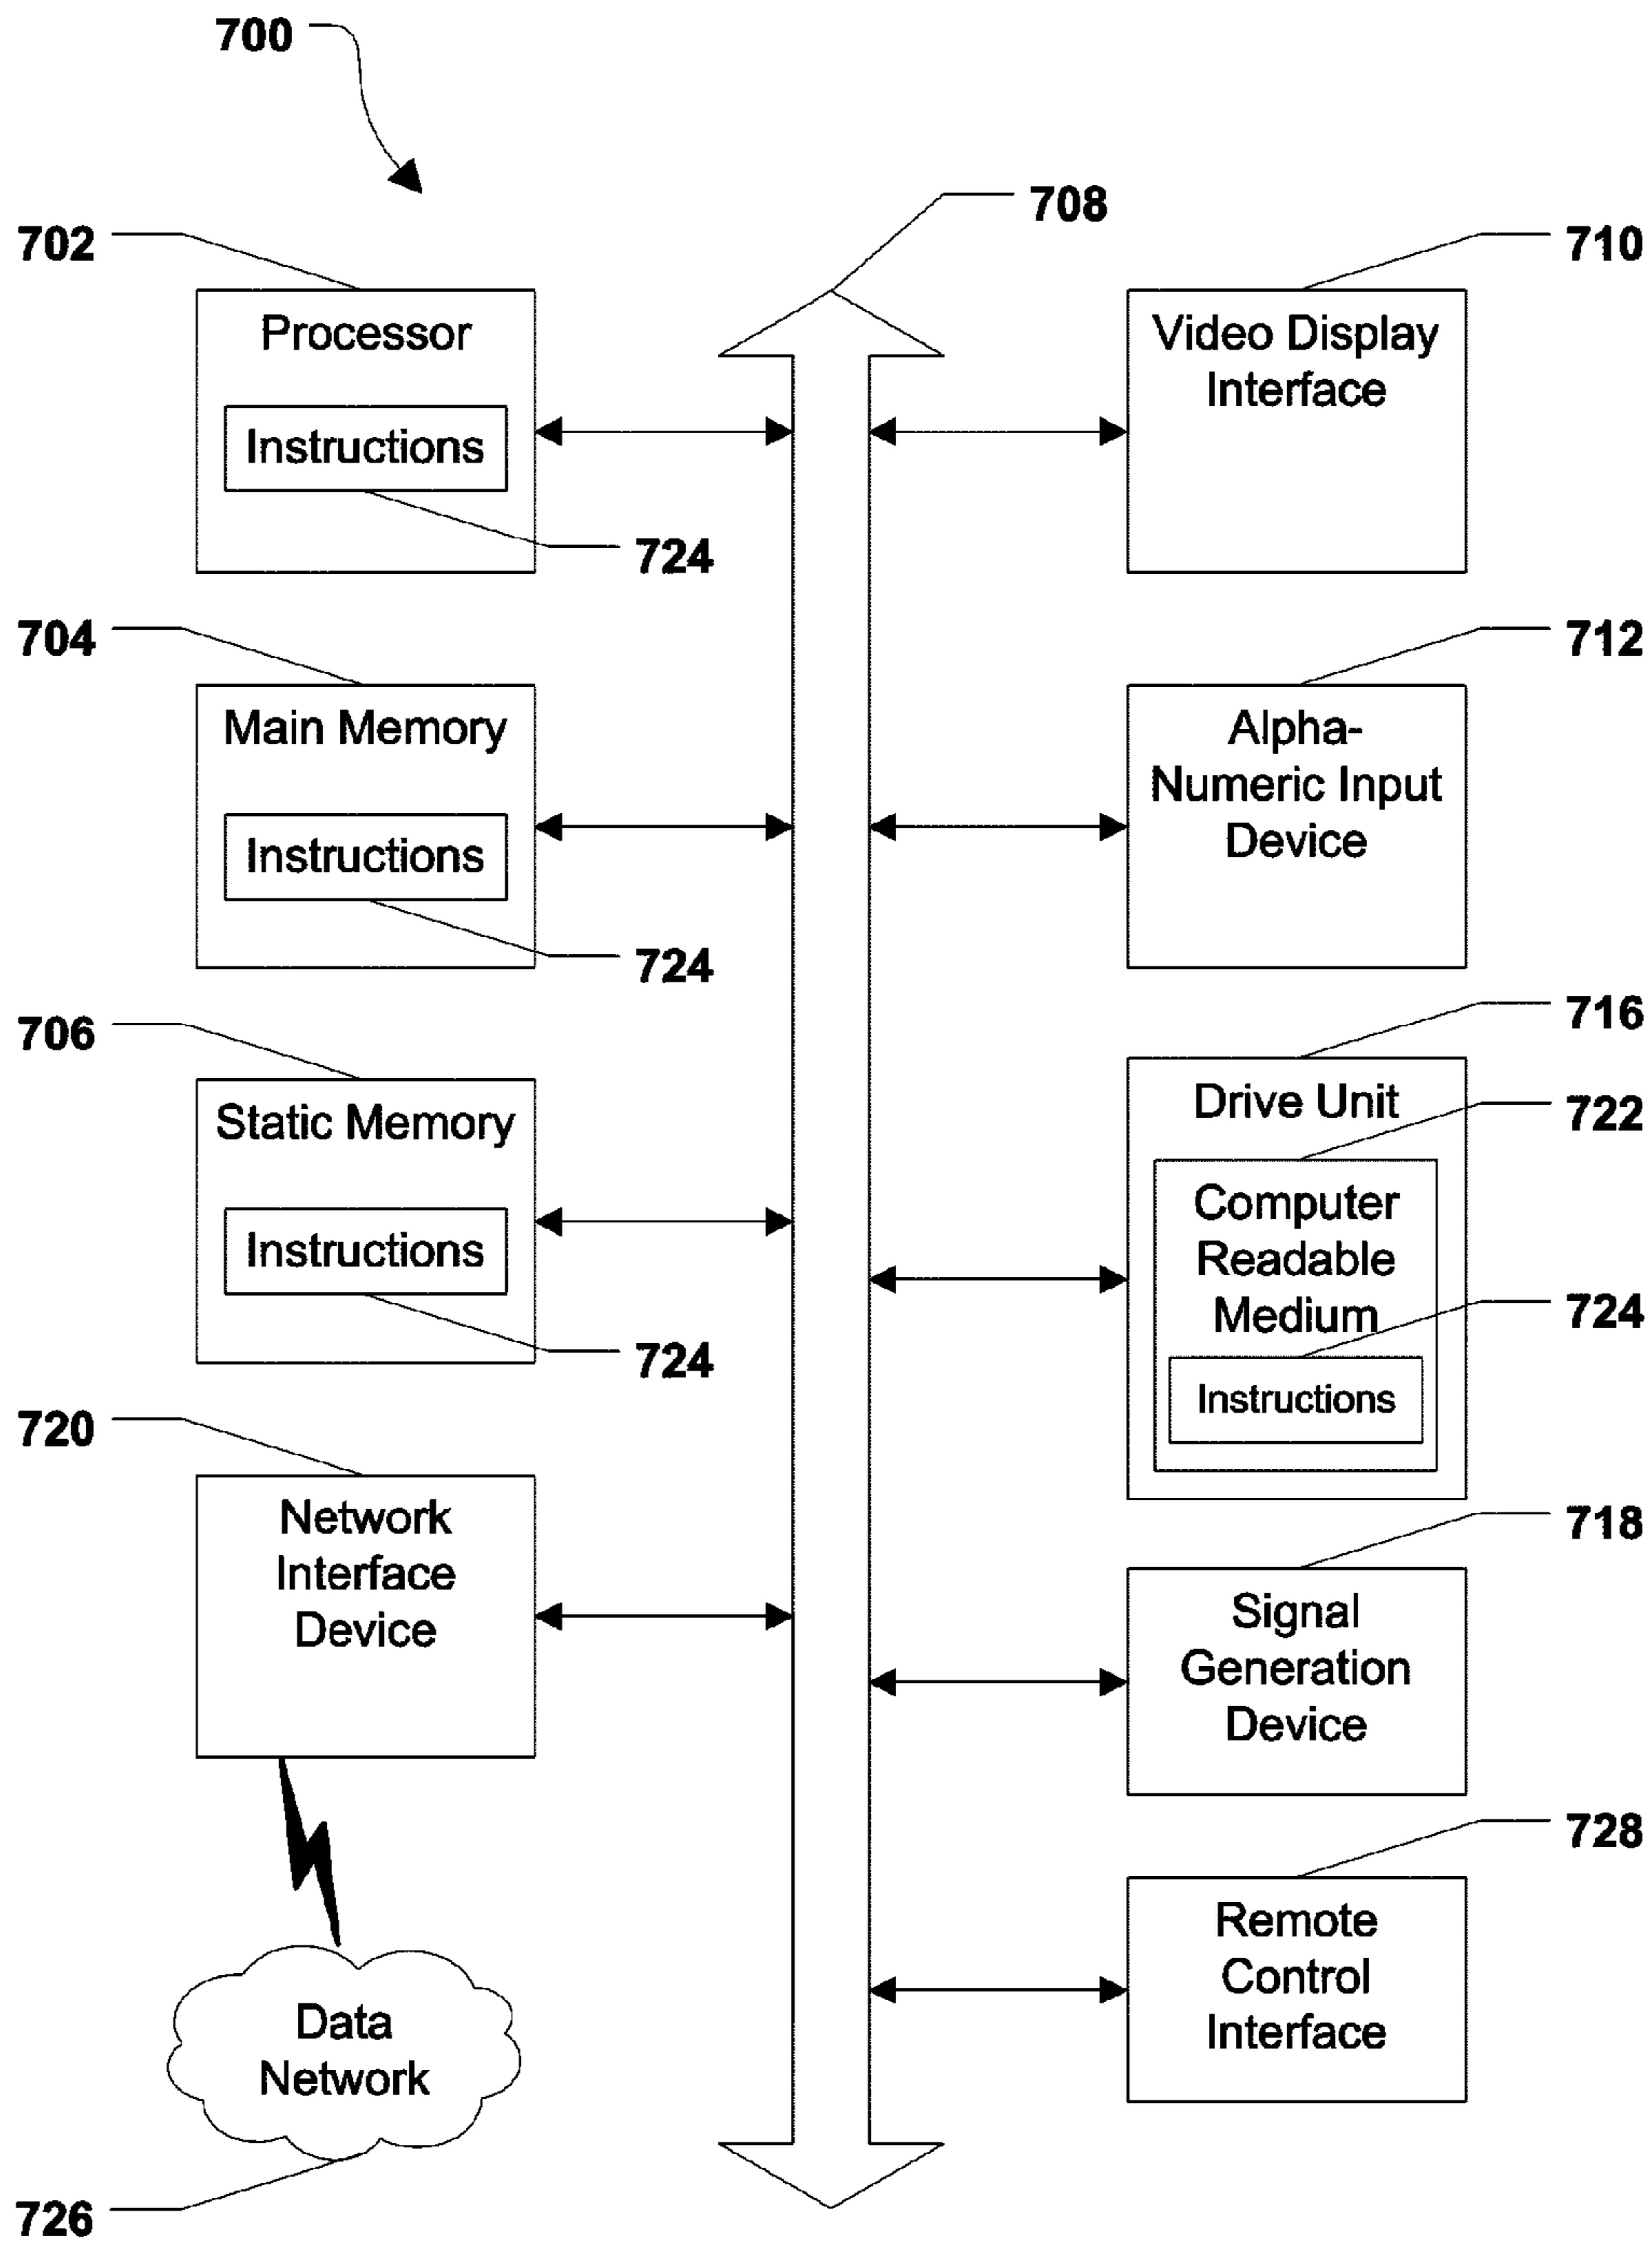 700
708
702
Processor
Instructions
724
704
Main Memory
Instructions
724
706
Static Memory
Instructions
724
720
Network
Interface
Device
Data
Network
726
710
Video Display
Interface
712
Alpha-
Numeric Input
Device
716
Drive Unit
722
Computer
Readable
Medium
724
Instructions
718
Signal
Generation
Device
728
Remote
Control
Interface